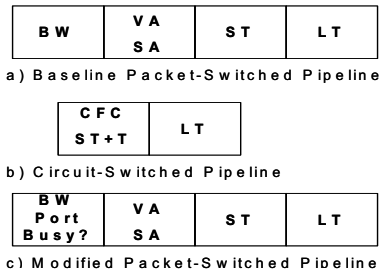 BW
VA
SA
ST
LT
a) Baseline Packet-Switched Pipeline
CFC
ST+T
LT
b) Circuit-Switched Pipeline
BW
Port
Busy?
VA
SA
ST
LT
c) Modified Packet-Switched Pipeline